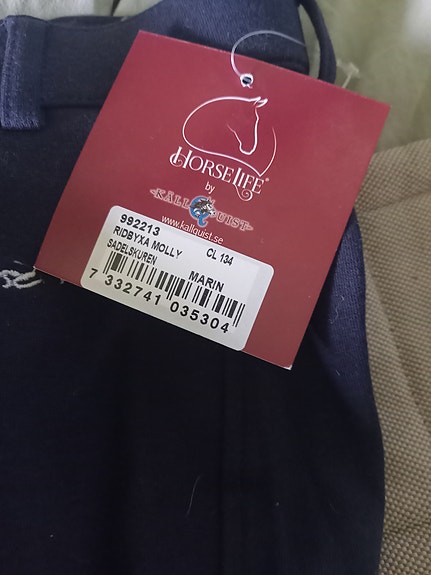 HORSELIFE®
by
KÄLLQUIST
www.kallquist.se
992213
RIDBYXA MOLLY CL 134
SADELSKUREN
MARIN
7 332741 035304